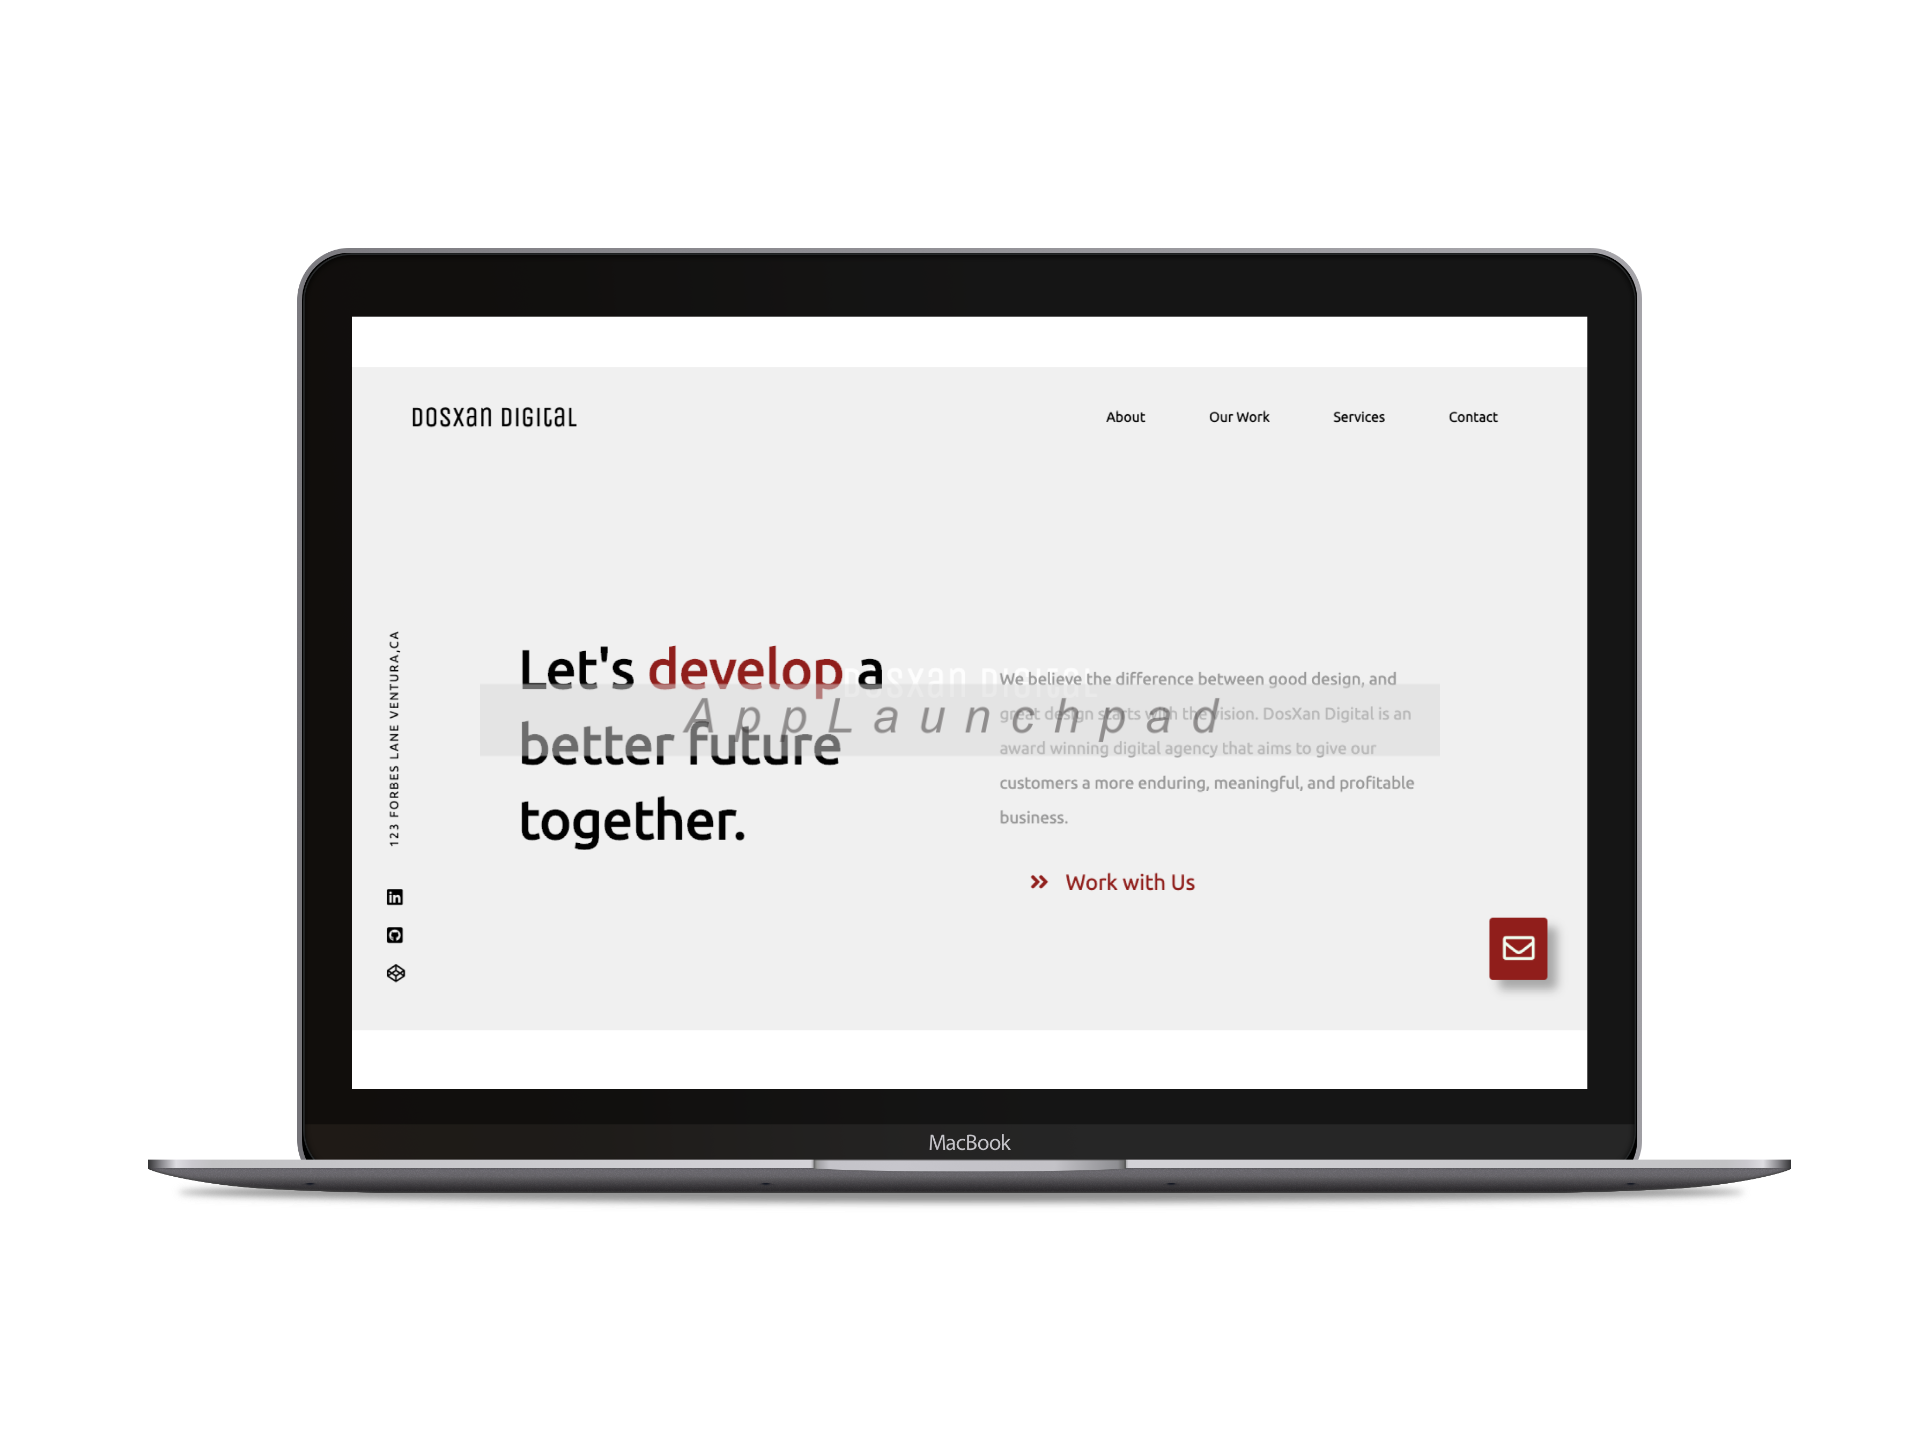 DOSXAN DIGITAL
About
Our Work
Services
Contact
123 FORBES LANE VENTURA,CA
Let's develop a
better future
together.
DOSXAN DIGITAL
We believe the difference between good design, and
great design starts with the vision. DosXan Digital is an
award winning digital agency that aims to give our
customers a more enduring, meaningful, and profitable
business.
AppLaunchpad
Work with Us
in
MacBook